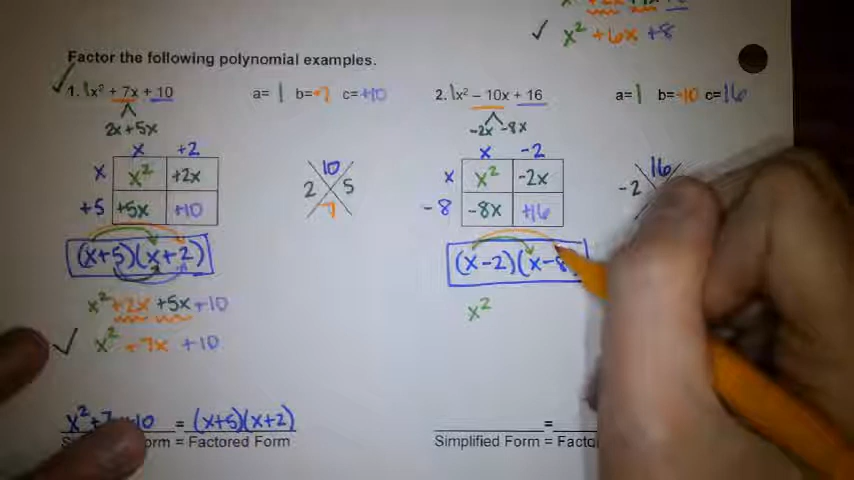 x² +6x +8
Factor the following polynomial examples.
1. 1x² + 7x + 10
a= 1 b=+7 c=+10
2x+5x
x +2
x x² +2x
+5 +5x +10
10
2 5
7
(x+5)(x+2)
x²+2x+5x+10
x² +7x +10
= (x+5)(x+2)
= Factored Form
2. 1x² – 10x + 16
a= 1 b=-10 c=16
-2x -8x
x -2
x x² -2x
-8 -8x +16
16
-2
(x-2)(x-8
x²
=
Simplified Form =